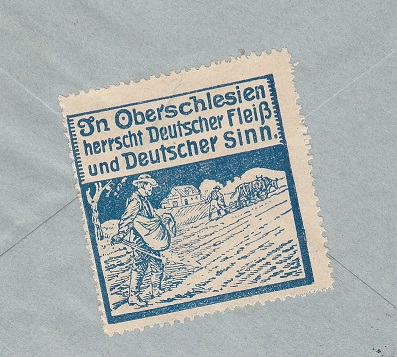 In Oberschlesien
herrscht Deutscher Fleiß
und Deutscher Sinn.